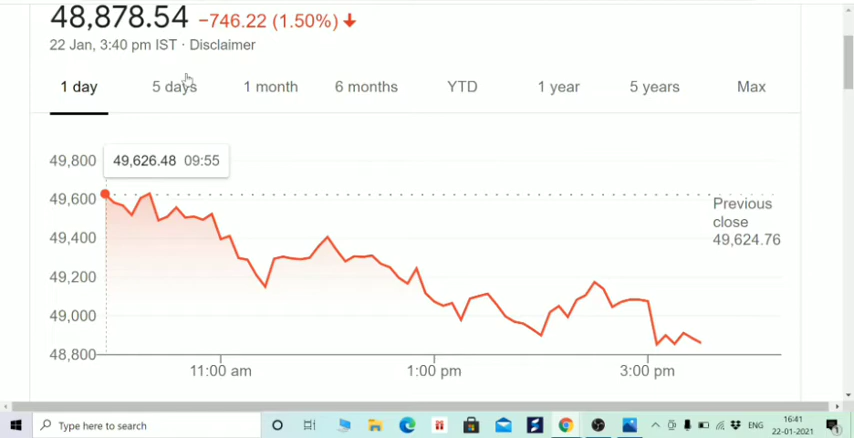 48,878.54 −746.22 (1.50%)
22 Jan, 3:40 pm IST · Disclaimer
1 day 5 days 1 month 6 months YTD 1 year 5 years Max
49,626.48 09:55
49,800
49,600
49,400
49,200
49,000
48,800
Previous
close
49,624.76
11:00 am 1:00 pm 3:00 pm
Type here to search
ENG
16:41
22-01-2021